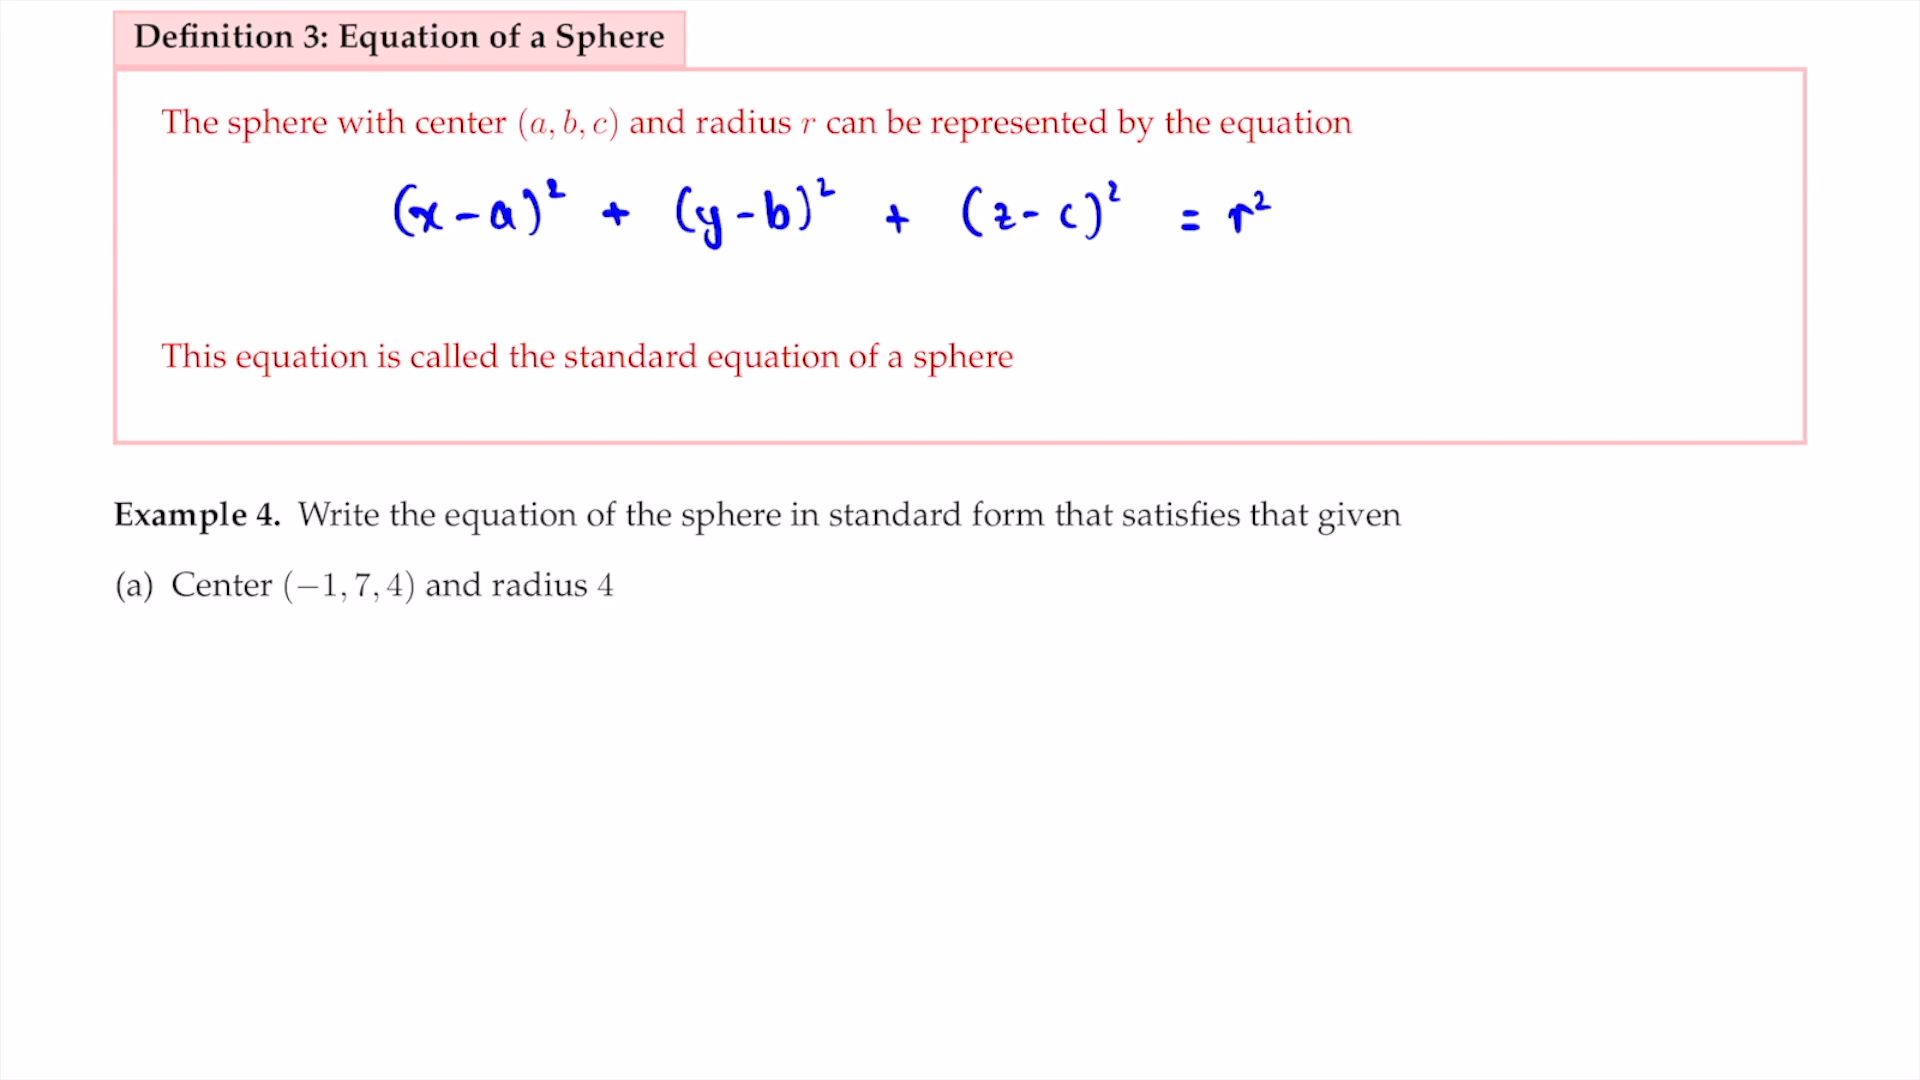 Definition 3: Equation of a Sphere
The sphere with center (a, b, c) and radius r can be represented by the equation
(x-a)² + (y-b)² + (z-c)² = r²
This equation is called the standard equation of a sphere
Example 4. Write the equation of the sphere in standard form that satisfies that given
(a) Center (−1, 7, 4) and radius 4